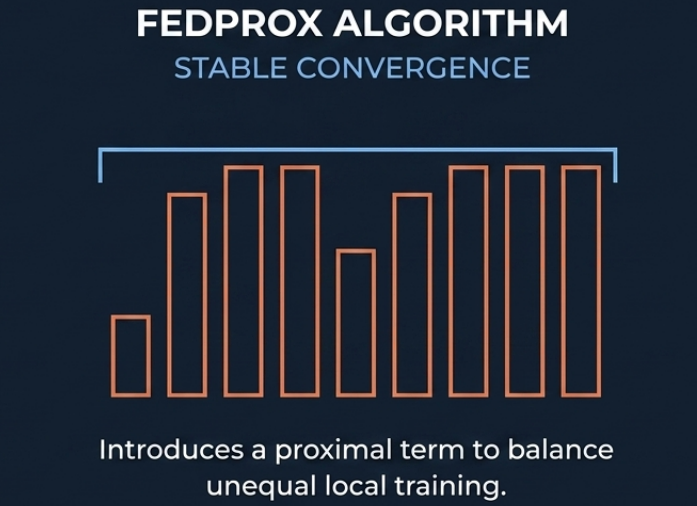 FEDPROX ALGORITHM
STABLE CONVERGENCE
Introduces a proximal term to balance
unequal local training.